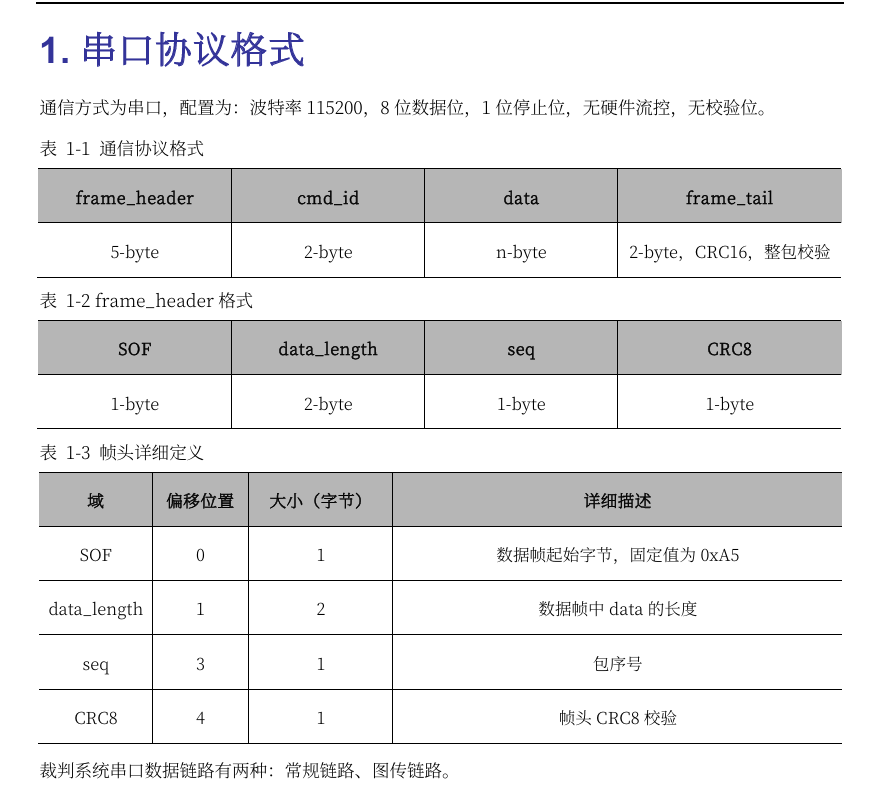 1. 串口协议格式
通信方式为串口，配置为：波特率 115200，8 位数据位，1 位停止位，无硬件流控，无校验位。
表 1-1 通信协议格式
frame_header cmd_id data frame_tail
5-byte 2-byte n-byte 2-byte，CRC16，整包校验
表 1-2 frame_header 格式
SOF data_length seq CRC8
1-byte 2-byte 1-byte 1-byte
表 1-3 帧头详细定义
域 偏移位置 大小（字节） 详细描述
SOF 0 1 数据帧起始字节，固定值为 0xA5
data_length 1 2 数据帧中 data 的长度
seq 3 1 包序号
CRC8 4 1 帧头 CRC8 校验
裁判系统串口数据链路有两种：常规链路、图传链路。